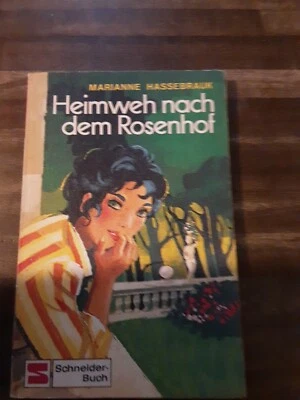 MARIANNE HASSEBRAUK
Heimweh nach
dem Rosenhof
S
Schneider-
Buch